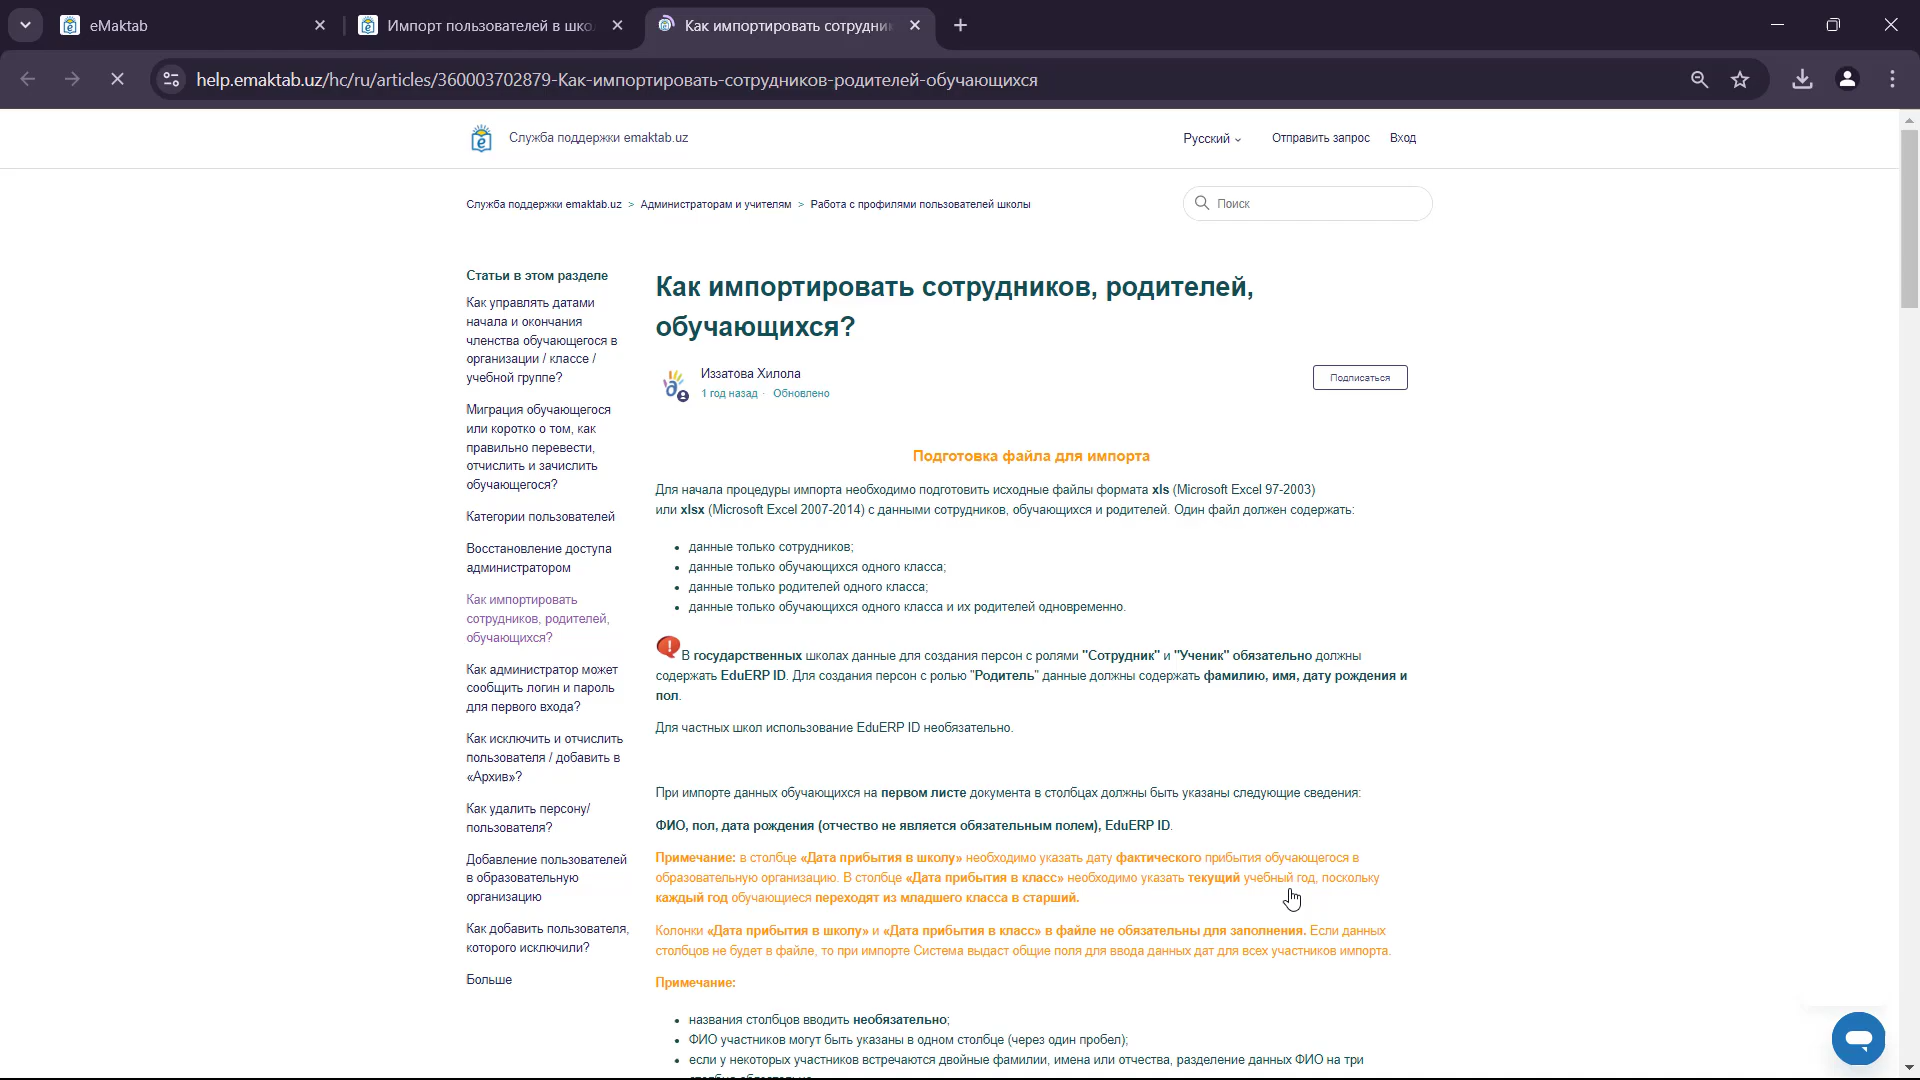 eMaktab
Импорт пользователей в шко
Как импортировать сотрудник
help.emaktab.uz/hc/ru/articles/360003702879-Как-импортировать-сотрудников-родителей-обучающихся
Служба поддержки emaktab.uz
Русский
Отправить запрос
Вход
Служба поддержки emaktab.uz > Администраторам и учителям > Работа с профилями пользователей школы
Поиск
Статьи в этом разделе
Как управлять датами
начала и окончания
членства обучающегося в
организации / классе /
учебной группе?
Миграция обучающегося
или коротко о том, как
правильно перевести,
отчислить и зачислить
обучающегося?
Категории пользователей
Восстановление доступа
администратором
Как импортировать
сотрудников, родителей,
обучающихся?
Как администратор может
сообщить логин и пароль
для первого входа?
Как исключить и отчислить
пользователя / добавить в
«Архив»?
Как удалить персону/
пользователя?
Добавление пользователей
в образовательную
организацию
Как добавить пользователя,
которого исключили?
Больше
Как импортировать сотрудников, родителей,
обучающихся?
Иззатова Хилола
1 год назад · Обновлено
Подписаться
Подготовка файла для импорта
Для начала процедуры импорта необходимо подготовить исходные файлы формата xls (Microsoft Excel 97-2003)
или xlsx (Microsoft Excel 2007-2014) с данными сотрудников, обучающихся и родителей. Один файл должен содержать:
• данные только сотрудников;
• данные только обучающихся одного класса;
• данные только родителей одного класса;
• данные только обучающихся одного класса и их родителей одновременно.
В государственных школах данные для создания персон с ролями "Сотрудник" и "Ученик" обязательно должны
содержать EduERP ID. Для создания персон с ролью "Родитель" данные должны содержать фамилию, имя, дату рождения и
пол.
Для частных школ использование EduERP ID необязательно.
При импорте данных обучающихся на первом листе документа в столбцах должны быть указаны следующие сведения:
ФИО, пол, дата рождения (отчество не является обязательным полем), EduERP ID.
Примечание: в столбце «Дата прибытия в школу» необходимо указать дату фактического прибытия обучающегося в
образовательную организацию. В столбце «Дата прибытия в класс» необходимо указать текущий учебный год, поскольку
каждый год обучающиеся переходят из младшего класса в старший.
Колонки «Дата прибытия в школу» и «Дата прибытия в класс» в файле не обязательны для заполнения. Если данных
столбцов не будет в файле, то при импорте Система выдаст общие поля для ввода данных дат для всех участников импорта.
Примечание:
• названия столбцов вводить необязательно;
• ФИО участников могут быть указаны в одном столбце (через один пробел);
• если у некоторых участников встречаются двойные фамилии, имена или отчества, разделение данных ФИО на три